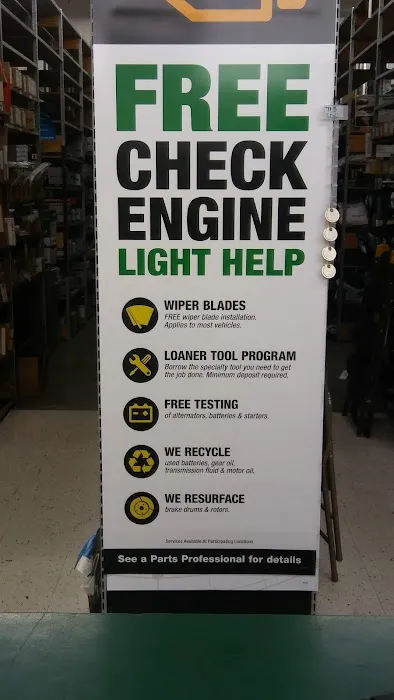 FREE
CHECK
ENGINE
LIGHT HELP
WIPER BLADES
FREE wiper blade installation.
Applies to most vehicles.
LOANER TOOL PROGRAM
Borrow the specialty tool you need to get
the job done. Minimum deposit required.
FREE TESTING
of alternators, batteries & starters.
WE RECYCLE
used batteries, gear oil,
transmission fluid & motor oil.
WE RESURFACE
brake drums & rotors.
Services Available At Participating Locations
See a Parts Professional for details